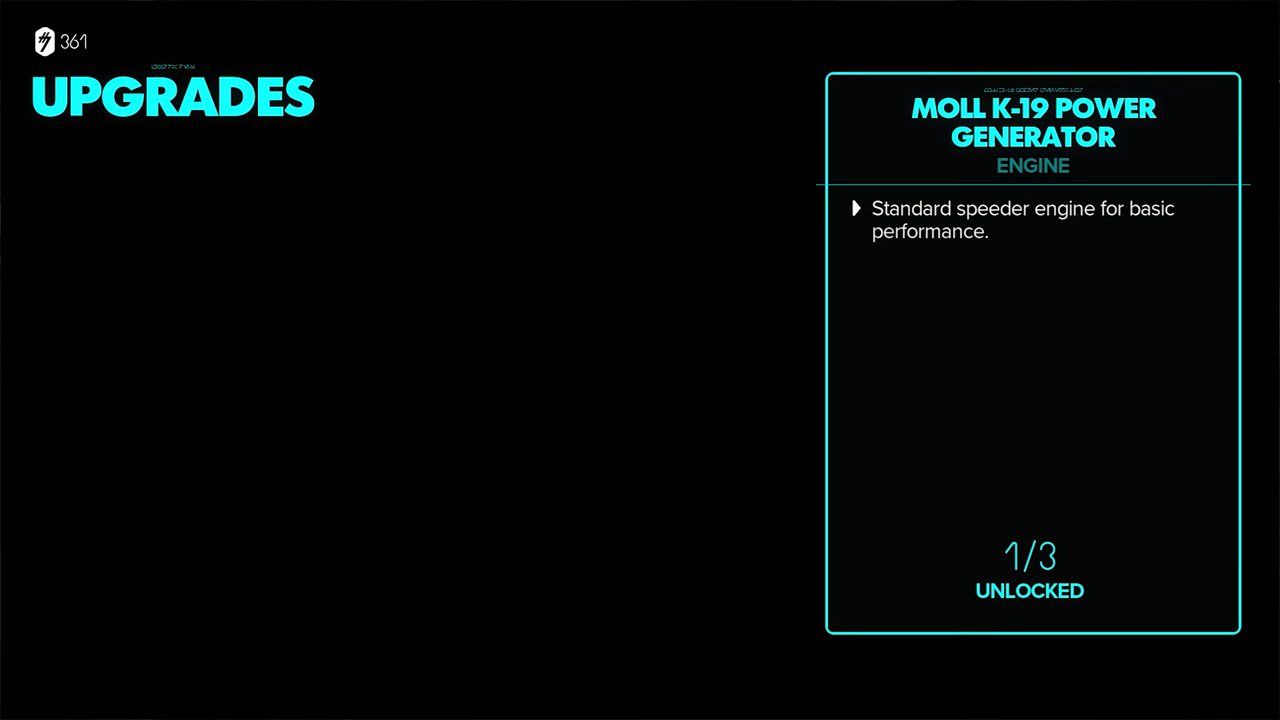 361
UPGRADES
MOLL K-19 POWER
GENERATOR
ENGINE
Standard speeder engine for basic
performance.
1/3
UNLOCKED